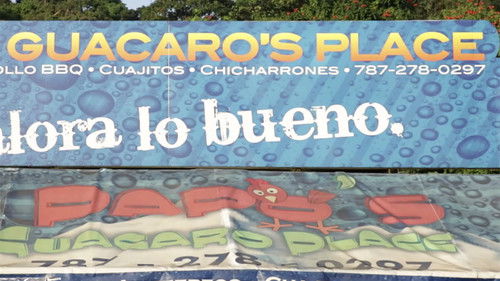 GUACARO'S PLACE
OLLO BBQ • CUAJITOS • CHICHARRONES • 787-278-0297
alora lo bueno.
PAPO'S
GUACARO PLACE
787 - 278 - 0297